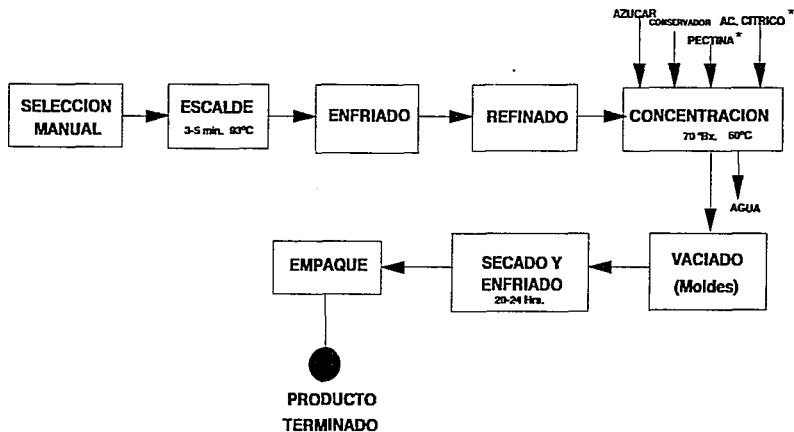 AZUCAR CONSERVADOR AC. CITRICO *
PECTINA *
SELECCION
MANUAL
ESCALDE
3-5 min. 93°C
ENFRIADO
REFINADO
CONCENTRACION
70 °Bx. 60°C
AGUA
VACIADO
(Moldes)
SECADO Y
ENFRIADO
20-24 Hrs.
EMPAQUE
PRODUCTO
TERMINADO